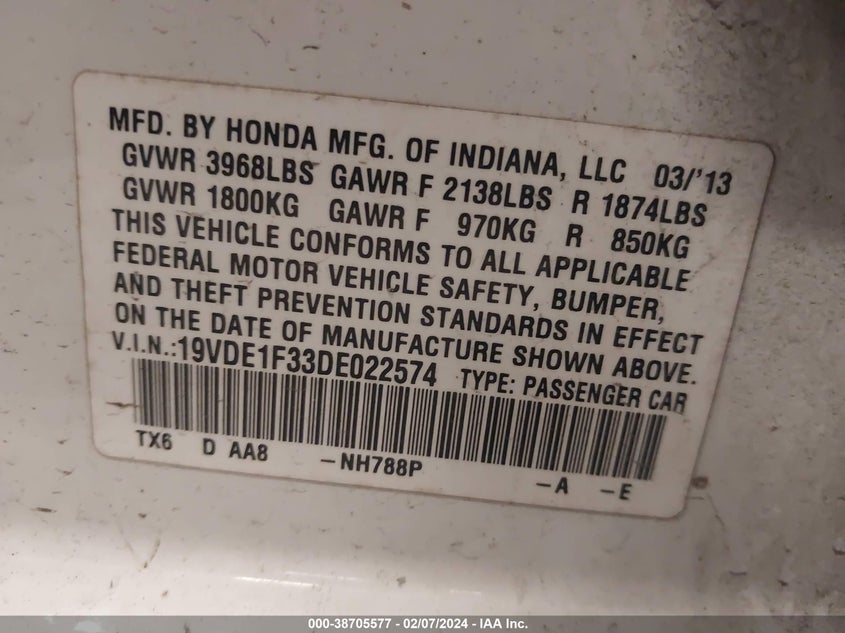 MFD. BY HONDA MFG. OF INDIANA, LLC 03/'13
GVWR 3968LBS GAWR F 2138LBS R 1874LBS
GVWR 1800KG GAWR F 970KG R 850KG
THIS VEHICLE CONFORMS TO ALL APPLICABLE
FEDERAL MOTOR VEHICLE SAFETY, BUMPER,
AND THEFT PREVENTION STANDARDS IN EFFECT
ON THE DATE OF MANUFACTURE SHOWN ABOVE.
V.I.N.:19VDE1F33DE022574 TYPE: PASSENGER CAR
TX6 D AA8 -NH788P -A -E
000-38705577 - 02/07/2024 - IAA Inc.